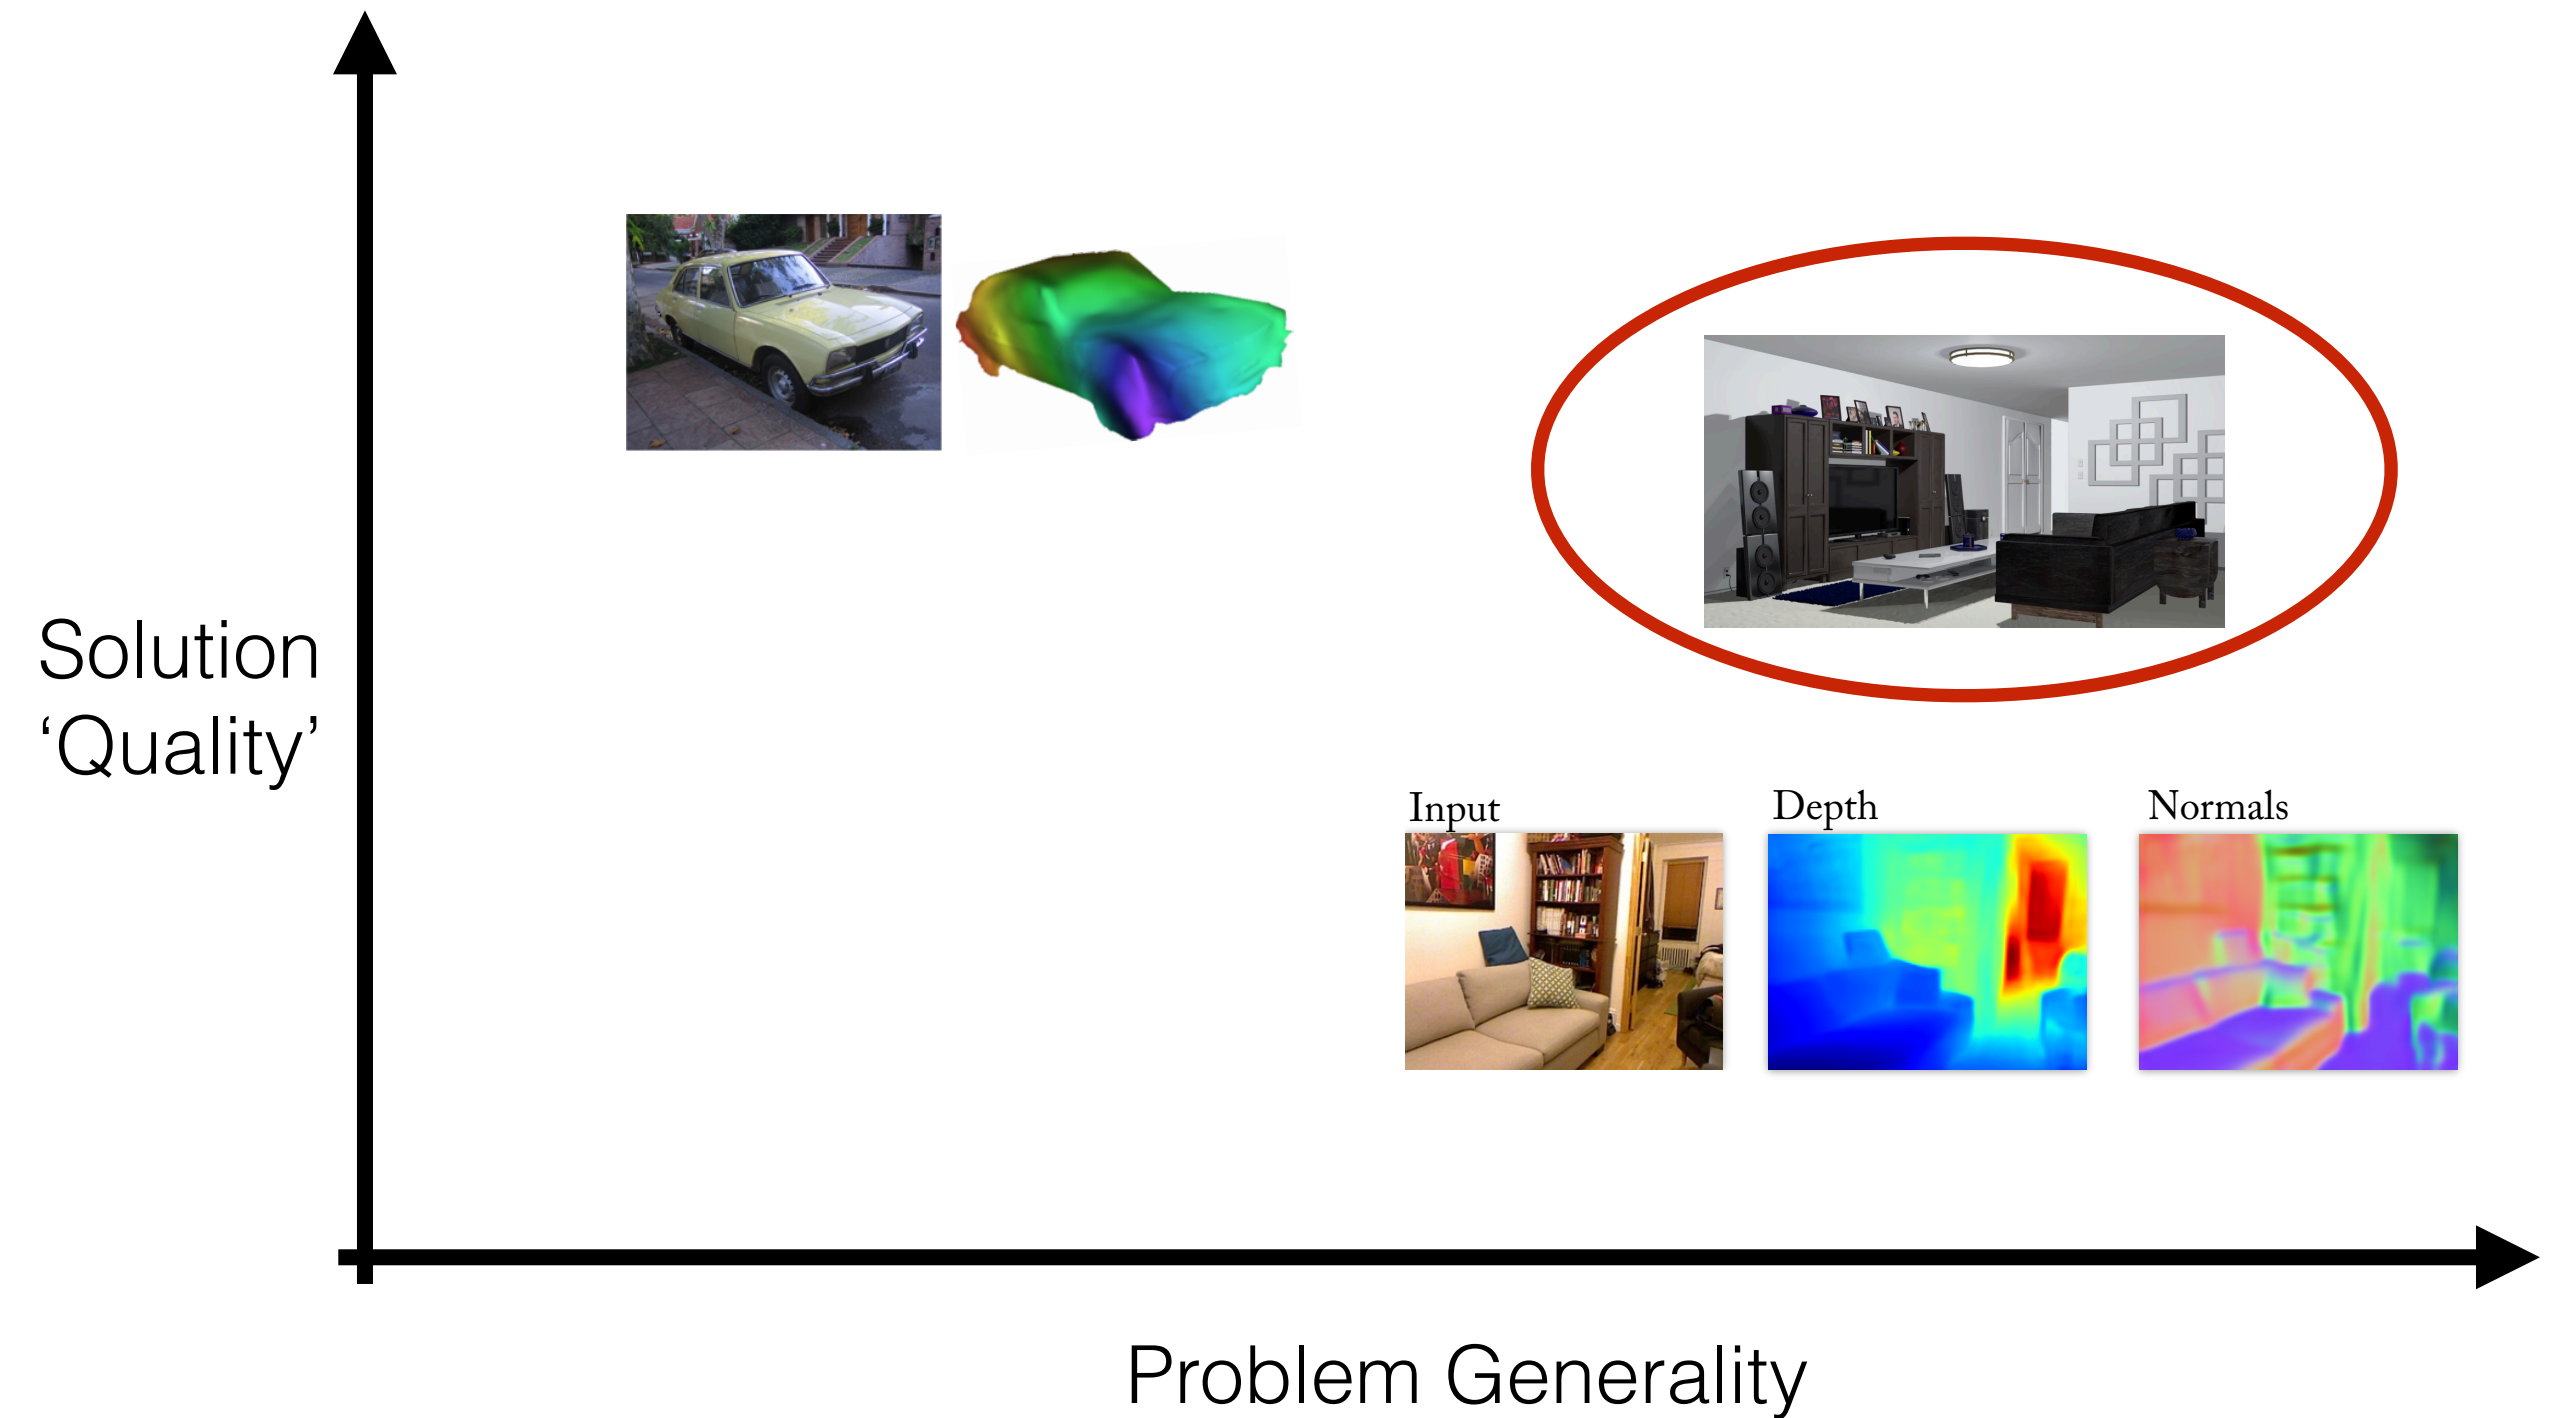 Solution
‘Quality’
Input
Depth
Normals
Problem Generality